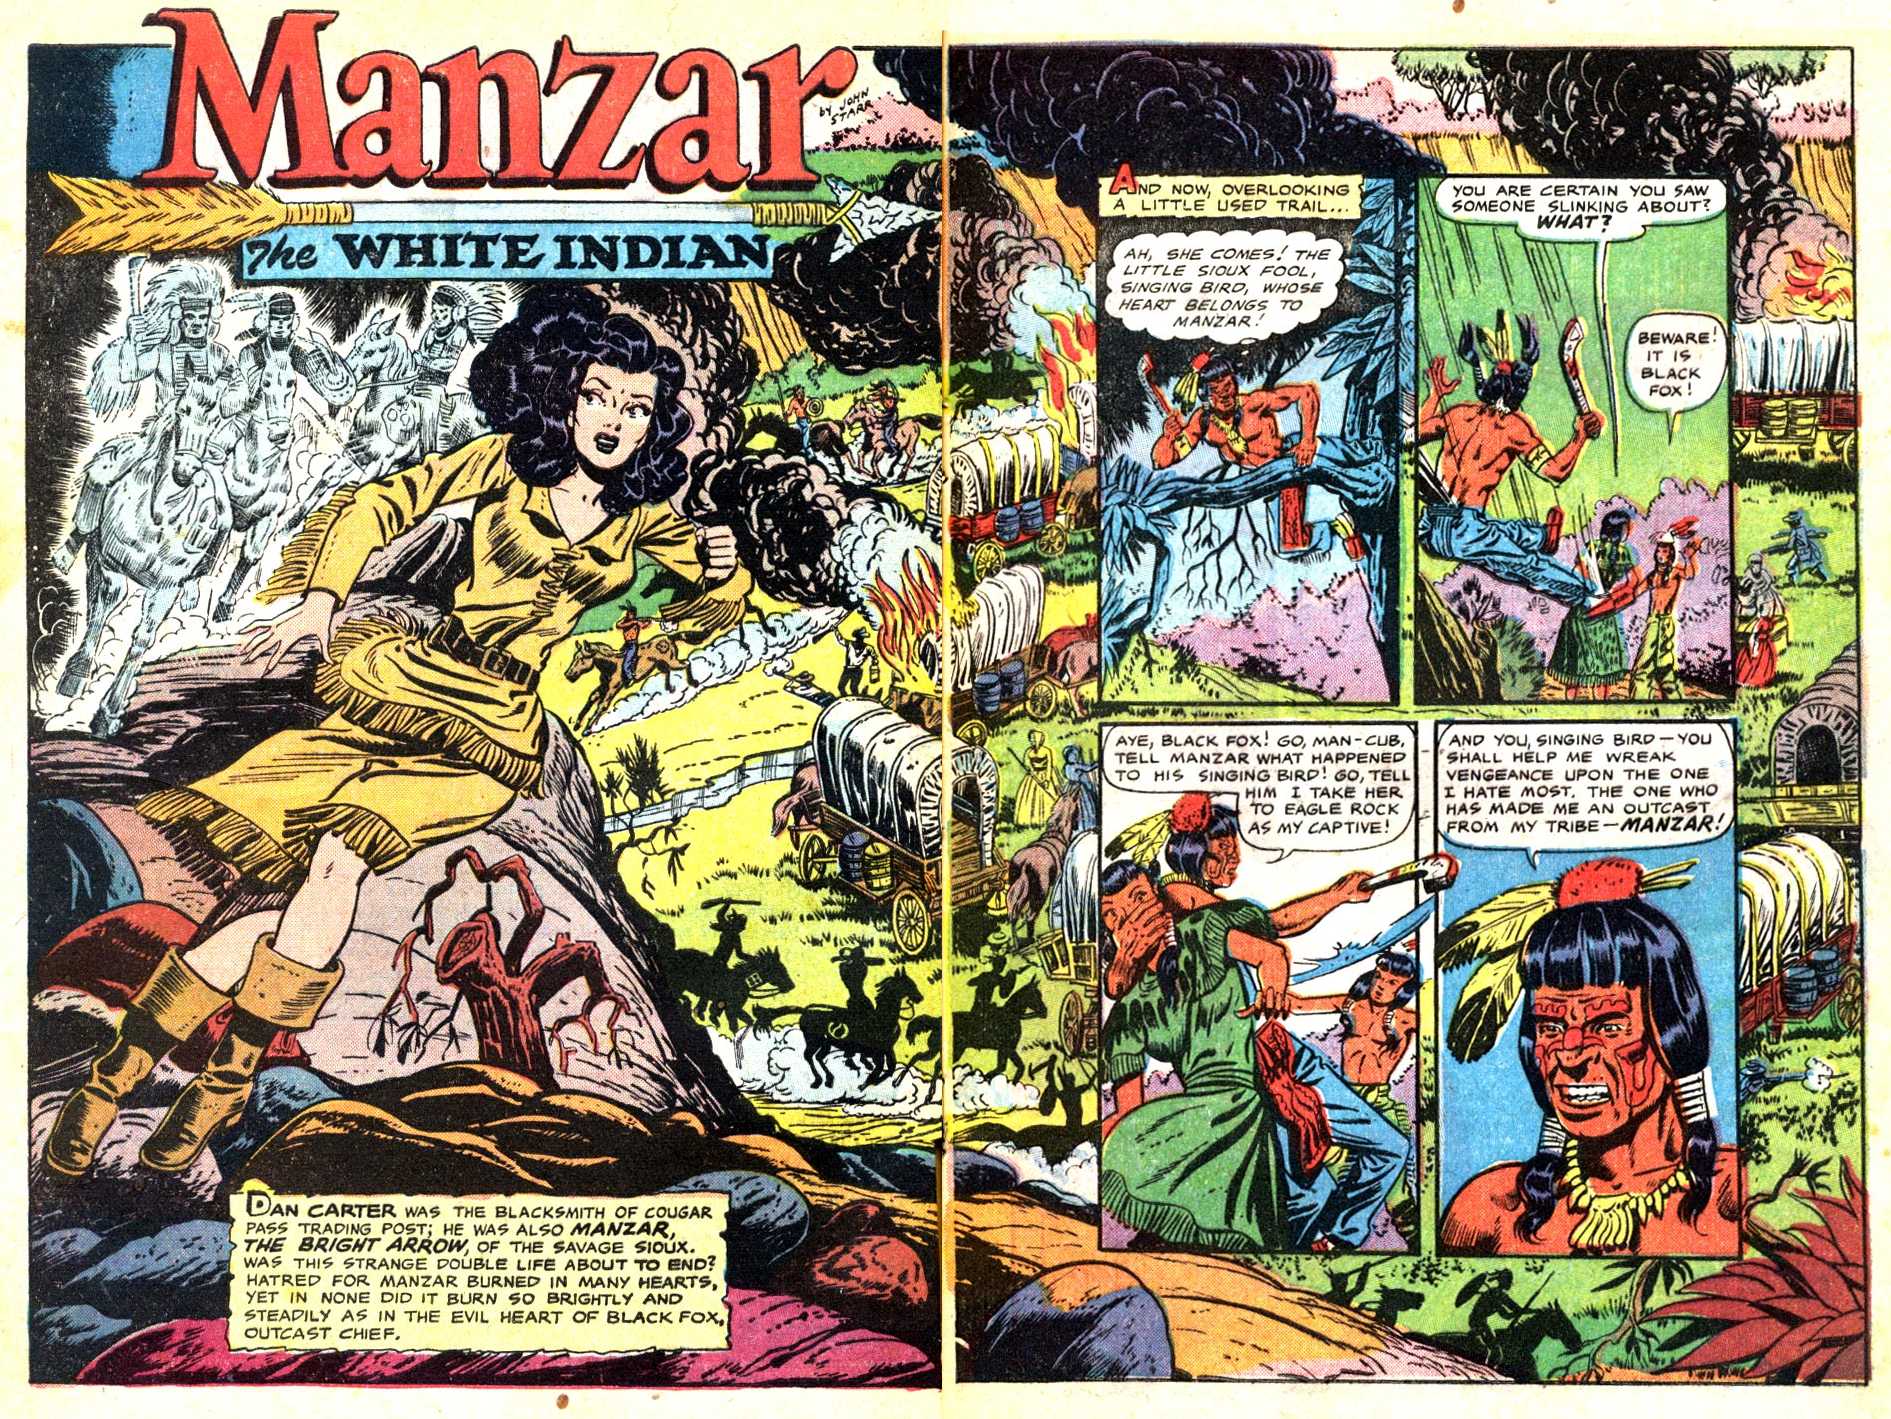 Manzar
by JOHN
STARR
The WHITE INDIAN
DAN CARTER WAS THE BLACKSMITH OF COUGAR
PASS TRADING POST; HE WAS ALSO MANZAR,
THE BRIGHT ARROW, OF THE SAVAGE SIOUX.
WAS THIS STRANGE DOUBLE LIFE ABOUT TO END?
HATRED FOR MANZAR BURNED IN MANY HEARTS,
YET IN NONE DID IT BURN SO BRIGHTLY AND
STEADILY AS IN THE EVIL HEART OF BLACK FOX,
OUTCAST CHIEF.
AND NOW, OVERLOOKING
A LITTLE USED TRAIL...
AH, SHE COMES! THE
LITTLE SIOUX FOOL,
SINGING BIRD, WHOSE
HEART BELONGS TO
MANZAR!
YOU ARE CERTAIN YOU SAW
SOMEONE SLINKING ABOUT?
WHAT?
BEWARE!
IT IS
BLACK
FOX!
AYE, BLACK FOX! GO, MAN-CUB,
TELL MANZAR WHAT HAPPENED
TO HIS SINGING BIRD! GO, TELL
HIM I TAKE HER
TO EAGLE ROCK
AS MY CAPTIVE!
AND YOU, SINGING BIRD — YOU
SHALL HELP ME WREAK
VENGEANCE UPON THE ONE
I HATE MOST. THE ONE WHO
HAS MADE ME AN OUTCAST
FROM MY TRIBE — MANZAR!